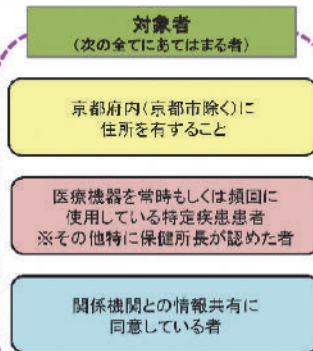 対象者
(次の全てにあてはまる者)
京都府内(京都市除く)に
住所を有すること
医療機器を常時もしくは頻回に
使用している特定疾患患者
※その他特に保健所長が認めた者
関係機関との情報共有に
同意している者